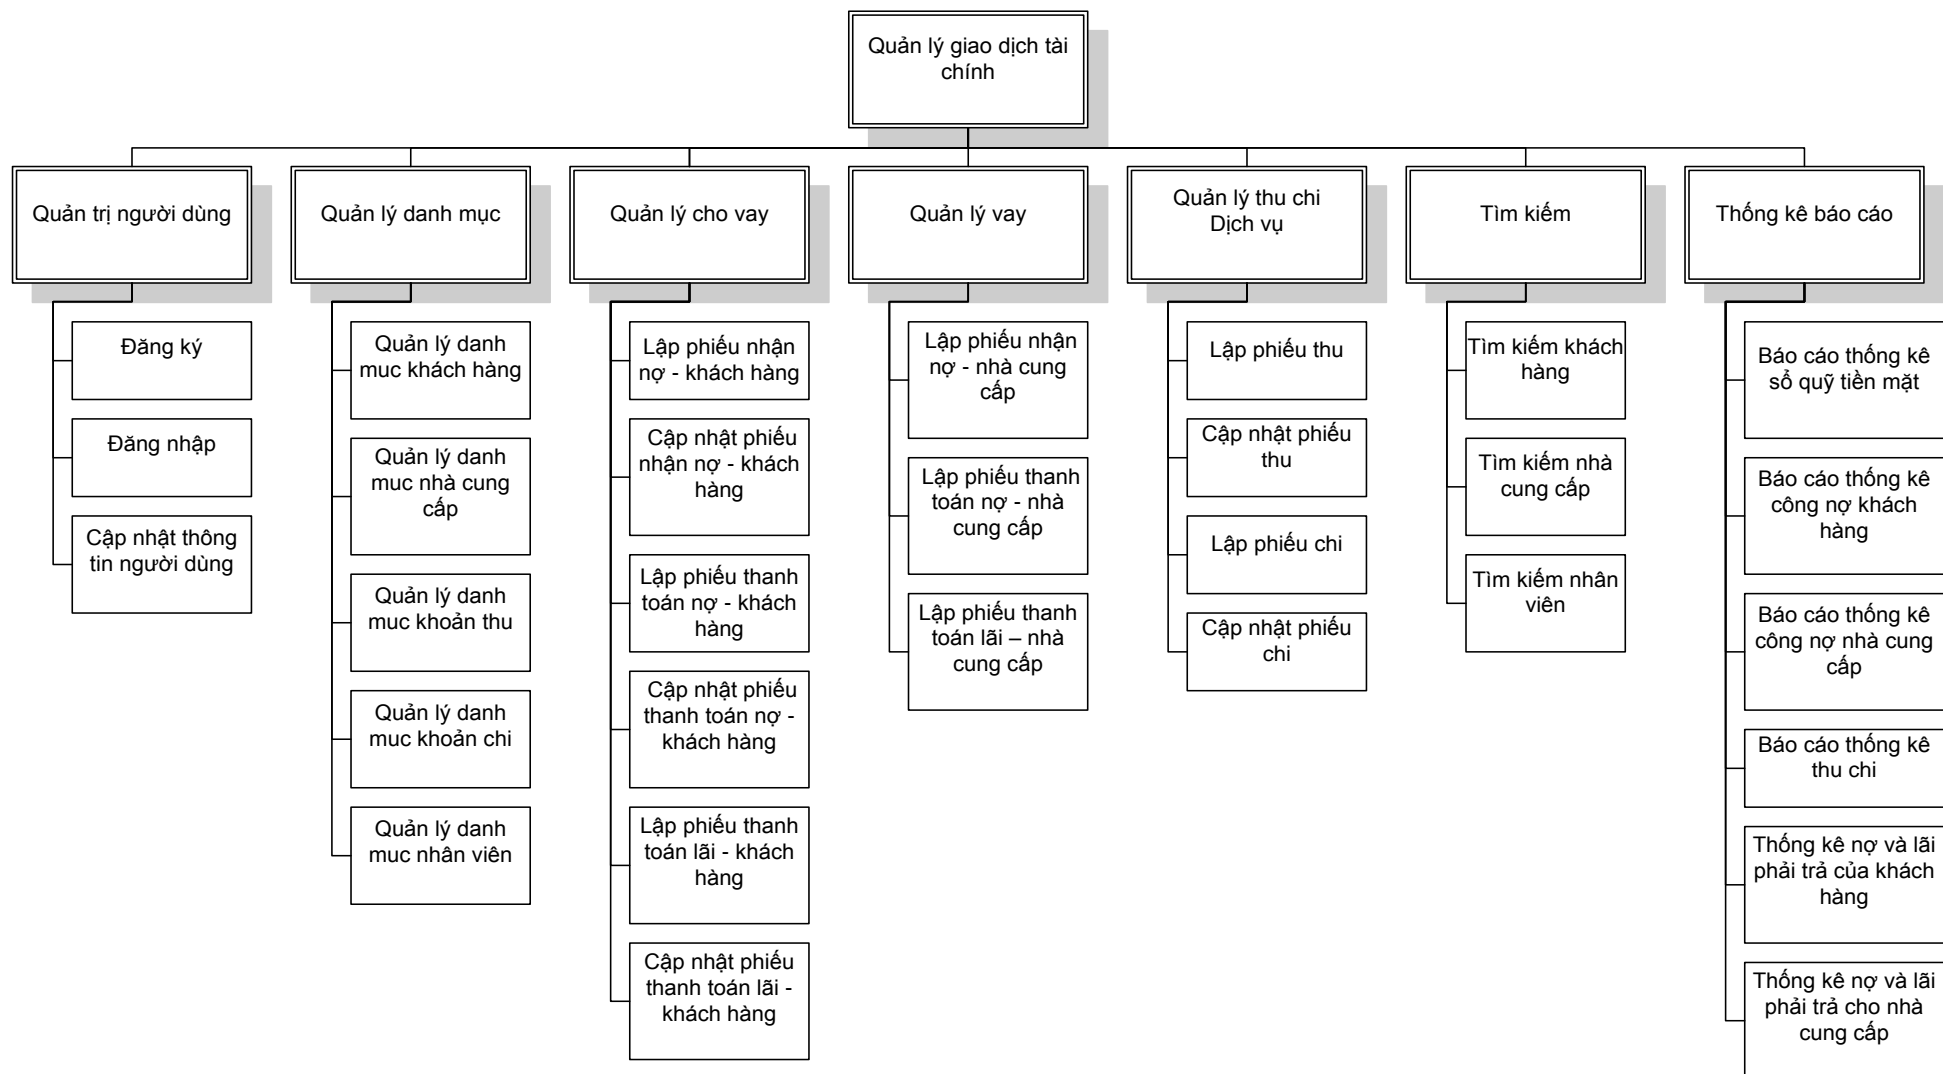 Quản lý giao dịch tài
chính
Quản trị người dùng
Quản lý danh mục
Quản lý cho vay
Quản lý vay
Quản lý thu chi
Dịch vụ
Tìm kiếm
Thống kê báo cáo
Đăng ký
Đăng nhập
Cập nhật thông
tin người dùng
Quản lý danh
muc khách hàng
Quản lý danh
muc nhà cung
cấp
Quản lý danh
muc khoản thu
Quản lý danh
muc khoản chi
Quản lý danh
muc nhân viên
Lập phiếu nhận
nợ - khách hàng
Cập nhật phiếu
nhận nợ - khách
hàng
Lập phiếu thanh
toán nợ - khách
hàng
Cập nhật phiếu
thanh toán nợ -
khách hàng
Lập phiếu thanh
toán lãi - khách
hàng
Cập nhật phiếu
thanh toán lãi -
khách hàng
Lập phiếu nhận
nợ - nhà cung
cấp
Lập phiếu thanh
toán nợ - nhà
cung cấp
Lập phiếu thanh
toán lãi – nhà
cung cấp
Lập phiếu thu
Cập nhật phiếu
thu
Lập phiếu chi
Cập nhật phiếu
chi
Tìm kiếm khách
hàng
Tìm kiếm nhà
cung cấp
Tìm kiếm nhân
viên
Báo cáo thống kê
sổ quỹ tiền mặt
Báo cáo thống kê
công nợ khách
hàng
Báo cáo thống kê
công nợ nhà cung
cấp
Báo cáo thống kê
thu chi
Thống kê nợ và lãi
phải trả của khách
hàng
Thống kê nợ và lãi
phải trả cho nhà
cung cấp